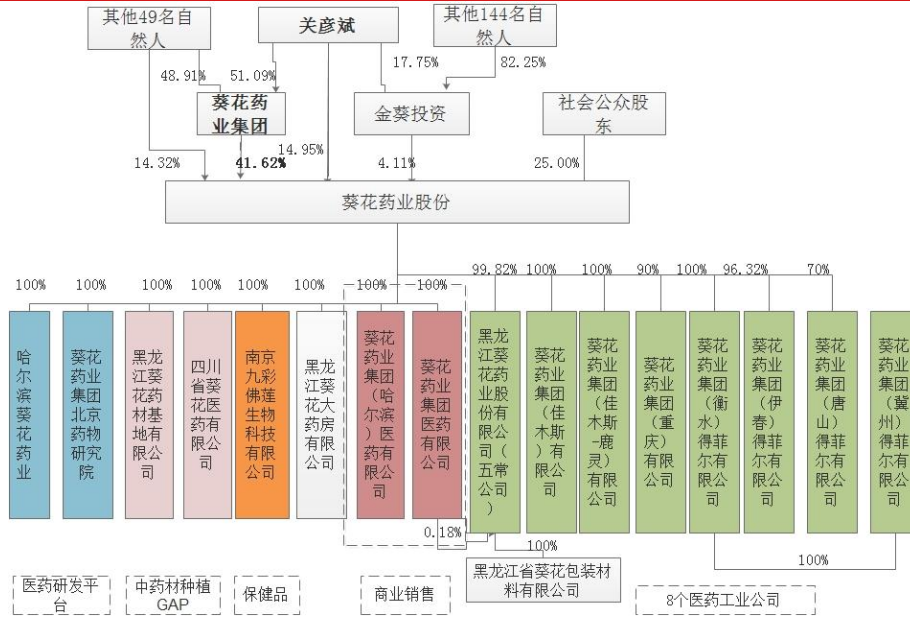 其他49名自
然人
关彦斌
其他144名自
然人
48.91%
51.09%
17.75%
82.25%
葵花药
业集团
金葵投资
社会公众股
东
14.32%
41.62%
14.95%
4.11%
25.00%
葵花药业股份
100%
100%
100%
100%
100%
100%
100%
100%
99.82%
100%
100%
90%
100%
96.32%
70%
哈
尔
滨
葵
花
药
业
葵花
药业
集团
北京
药物
研究
院
黑龙
江葵
花药
材基
地有
限公
司
四川
省葵
花医
药有
限公
司
南京
九彩
佛莲
生物
科技
有限
公司
黑龙
江葵
花大
药房
有限
公司
葵花
药业
集团
（哈
尔滨
）医
药有
限公
司
葵花
药业
集团
医药
有限
公司
黑龙
江葵
花药
业股
份有
限公
司（
五常
公司
）
葵花
药业
集团
（佳
木斯
）有
限公
司
葵花
药业
集团
（佳
木斯
-鹿
灵）
有限
公司
葵花
药业
集团
（重
庆）
有限
公司
葵花
药业
集团
（衡
水）
得菲
尔有
限公
司
葵花
药业
集团
（伊
春）
得菲
尔有
限公
司
葵花
药业
集团
（唐
山）
得菲
尔有
限公
司
葵花
药业
集团
（冀
州）
得菲
尔有
限公
司
0.18%
100%
100%
黑龙江省葵花包装材
料有限公司
医药研发平
台
中药材种植
GAP
保健品
商业销售
8个医药工业公司